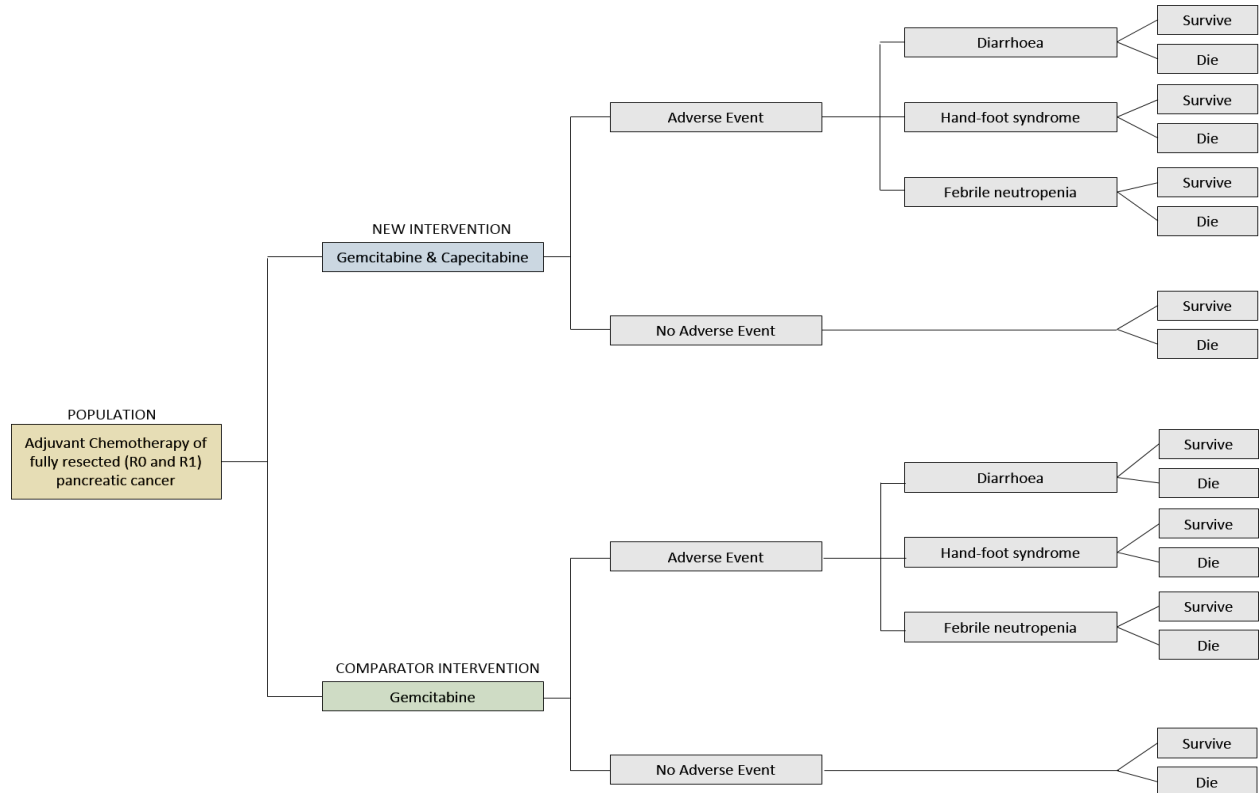 Survive
Diarrhoea
Die
Survive
Adverse Event
Hand-foot syndrome
Die
Survive
Febrile neutropenia
Die
NEW INTERVENTION
Gemcitabine & Capecitabine
Survive
No Adverse Event
Die
POPULATION
Adjuvant Chemotherapy of
fully resected (R0 and R1)
pancreatic cancer
Survive
Diarrhoea
Die
Survive
Adverse Event
Hand-foot syndrome
Die
Survive
Febrile neutropenia
Die
COMPARATOR INTERVENTION
Gemcitabine
Survive
No Adverse Event
Die